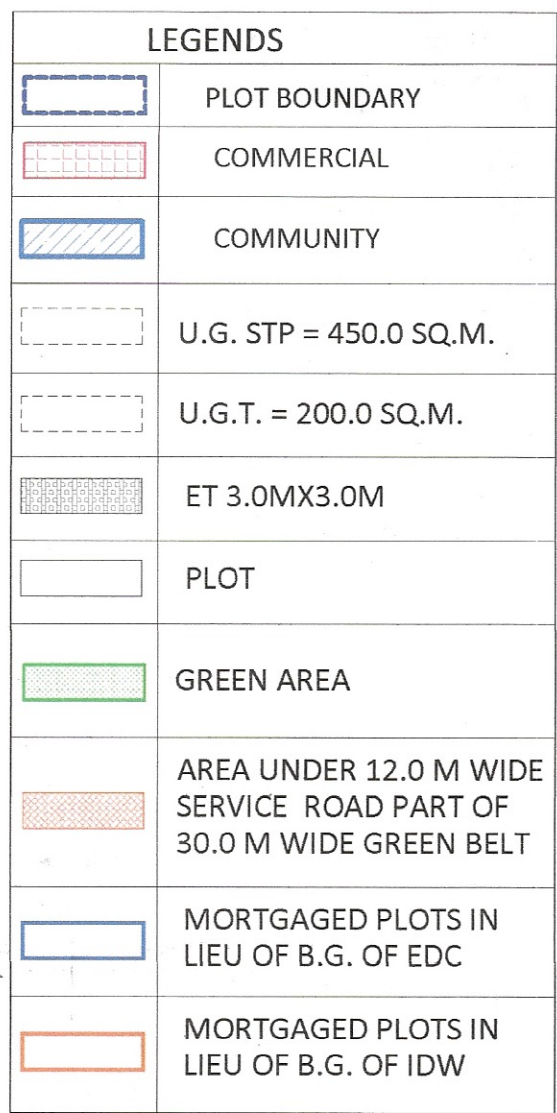 LEGENDS
PLOT BOUNDARY
COMMERCIAL
COMMUNITY
U.G. STP = 450.0 SQ.M.
U.G.T. = 200.0 SQ.M.
ET 3.0MX3.0M
PLOT
GREEN AREA
AREA UNDER 12.0 M WIDE
SERVICE ROAD PART OF
30.0 M WIDE GREEN BELT
MORTGAGED PLOTS IN
LIEU OF B.G. OF EDC
MORTGAGED PLOTS IN
LIEU OF B.G. OF IDW